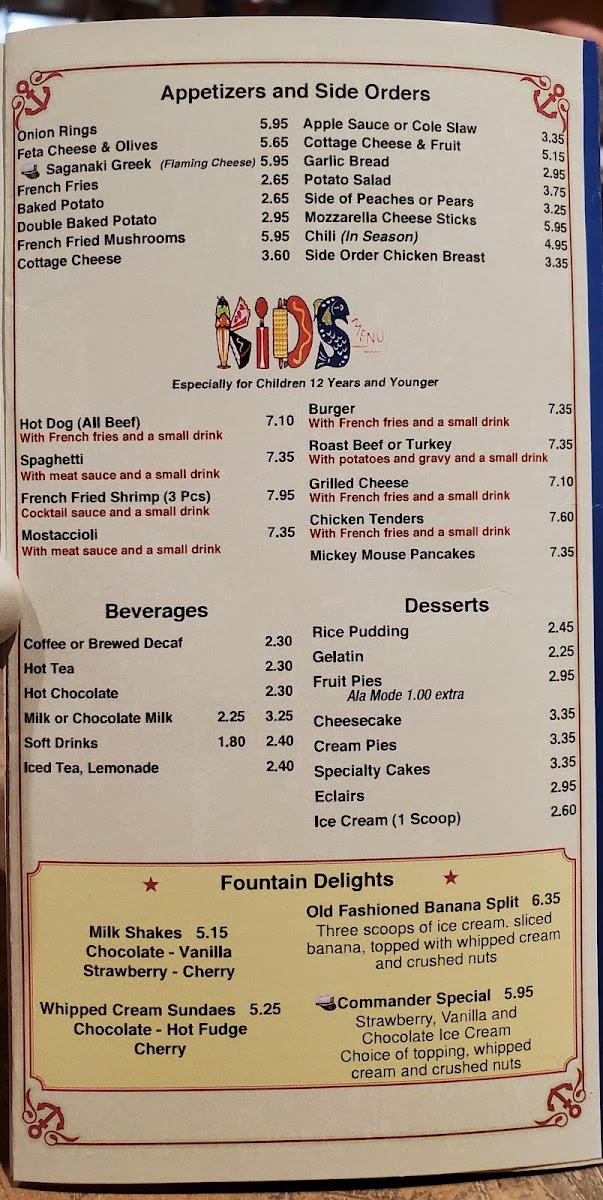 Appetizers and Side Orders
Onion Rings 5.95
Feta Cheese & Olives 5.65
Saganaki Greek (Flaming Cheese) 5.95
French Fries 2.65
Baked Potato 2.65
Double Baked Potato 2.95
French Fried Mushrooms 5.95
Cottage Cheese 3.60
Apple Sauce or Cole Slaw 3.35
Cottage Cheese & Fruit 5.15
Garlic Bread 2.95
Potato Salad 3.75
Side of Peaches or Pears 3.25
Mozzarella Cheese Sticks 5.95
Chili (In Season) 4.95
Side Order Chicken Breast 3.35
KIDS MENU
Especially for Children 12 Years and Younger
Hot Dog (All Beef) 7.10
With French fries and a small drink
Spaghetti 7.35
With meat sauce and a small drink
French Fried Shrimp (3 Pcs) 7.95
Cocktail sauce and a small drink
Mostaccioli 7.35
With meat sauce and a small drink
Burger 7.35
With French fries and a small drink
Roast Beef or Turkey 7.35
With potatoes and gravy and a small drink
Grilled Cheese 7.10
With French fries and a small drink
Chicken Tenders 7.60
With French fries and a small drink
Mickey Mouse Pancakes 7.35
Beverages
Coffee or Brewed Decaf 2.30
Hot Tea 2.30
Hot Chocolate 2.30
Milk or Chocolate Milk 2.25 3.25
Soft Drinks 1.80 2.40
Iced Tea, Lemonade 2.40
Desserts
Rice Pudding 2.45
Gelatin 2.25
Fruit Pies 2.95
Ala Mode 1.00 extra
Cheesecake 3.35
Cream Pies 3.35
Specialty Cakes 3.35
Eclairs 2.95
Ice Cream (1 Scoop) 2.60
Fountain Delights
Milk Shakes 5.15
Chocolate - Vanilla
Strawberry - Cherry
Whipped Cream Sundaes 5.25
Chocolate - Hot Fudge
Cherry
Old Fashioned Banana Split 6.35
Three scoops of ice cream. sliced
banana, topped with whipped cream
and crushed nuts
Commander Special 5.95
Strawberry, Vanilla and
Chocolate Ice Cream
Choice of topping, whipped
cream and crushed nuts